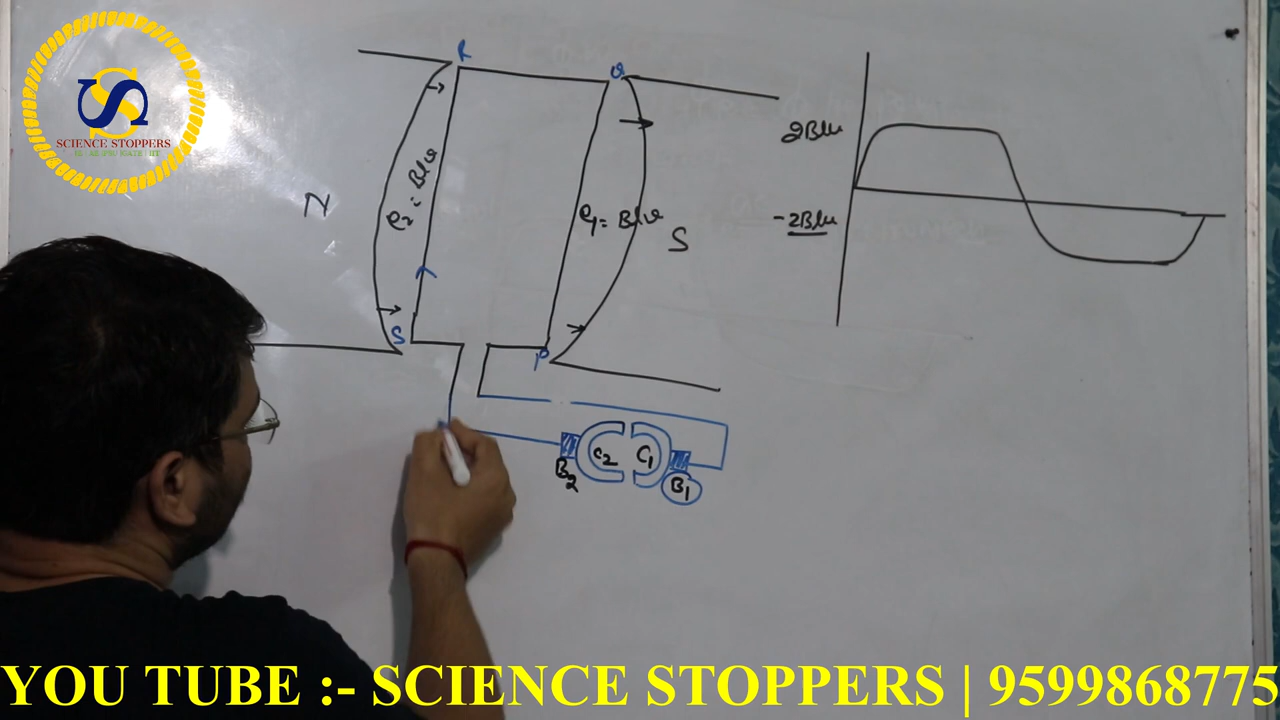 SCIENCE STOPPERS
R
Q
N
e₂ = Blv
e₁ = Blv
S
S
P
2Blv
-2Blv
C₂
C₁
B₂
B₁
YOU TUBE :- SCIENCE STOPPERS | 9599868775